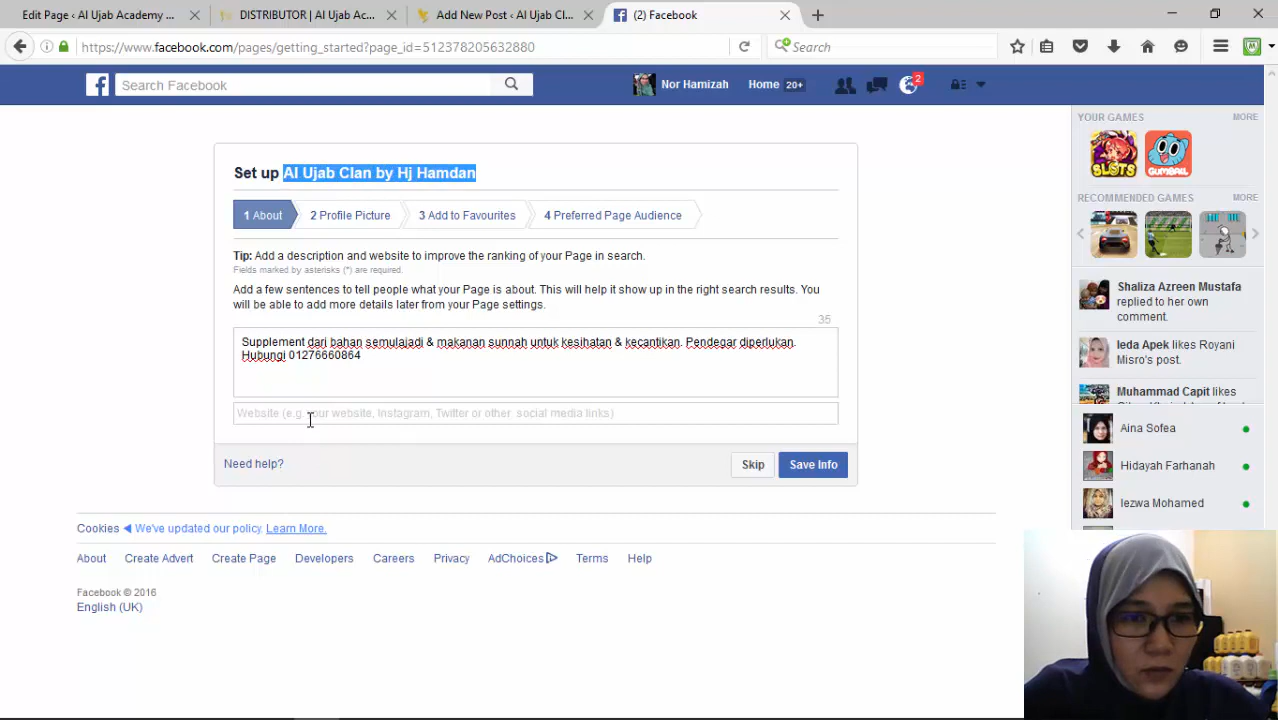 Edit Page ‹ Al Ujab Academy ...
DISTRIBUTOR | Al Ujab Ac...
Add New Post ‹ Al Ujab Cl...
(2) Facebook
https://www.facebook.com/pages/getting_started?page_id=512378205632880
Search
Search Facebook
Nor Hamizah
Home 20+
2
YOUR GAMES MORE
SLOTS
GUMBALL
RECOMMENDED GAMES MORE
Set up Al Ujab Clan by Hj Hamdan
1 About
2 Profile Picture
3 Add to Favourites
4 Preferred Page Audience
Tip: Add a description and website to improve the ranking of your Page in search.
Fields marked by asterisks (*) are required.
Add a few sentences to tell people what your Page is about. This will help it show up in the right search results. You
will be able to add more details later from your Page settings.
35
Supplement dari bahan semulajadi & makanan sunnah untuk kesihatan & kecantikan. Pendegar diperlukan.
Hubungi 01276660864
Website (e.g. your website, Instagram, Twitter or other social media links)
Need help?
Skip
Save Info
Shaliza Azreen Mustafa
replied to her own
comment.
Ieda Apek likes Royani
Misro's post.
Muhammad Capit likes
Aina Sofea
Hidayah Farhanah
Iezwa Mohamed
Cookies ◀ We've updated our policy. Learn More.
About
Create Advert
Create Page
Developers
Careers
Privacy
AdChoices
Terms
Help
Facebook © 2016
English (UK)